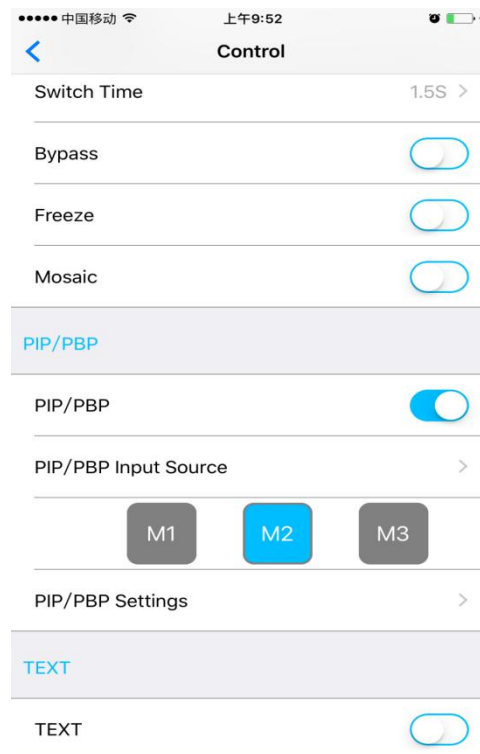 中国移动 上午9:52
Control
Switch Time 1.5S
Bypass
Freeze
Mosaic
PIP/PBP
PIP/PBP
PIP/PBP Input Source
M1 M2 M3
PIP/PBP Settings
TEXT
TEXT